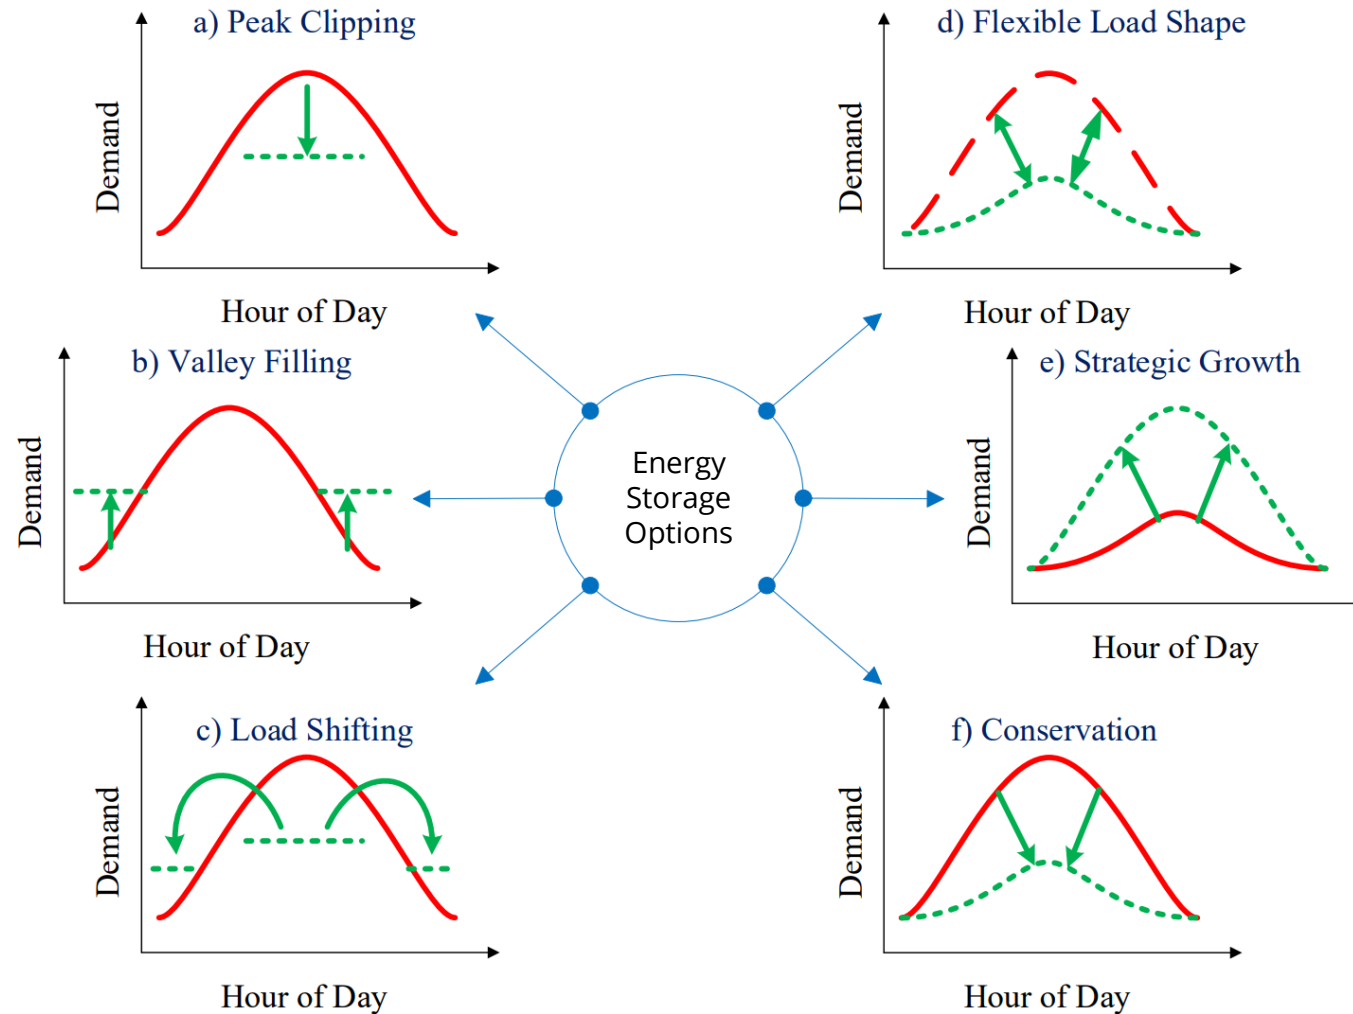 a) Peak Clipping
Demand
Hour of Day
b) Valley Filling
Demand
Hour of Day
c) Load Shifting
Demand
Hour of Day
Energy
Storage
Options
d) Flexible Load Shape
Demand
Hour of Day
e) Strategic Growth
Demand
Hour of Day
f) Conservation
Demand
Hour of Day